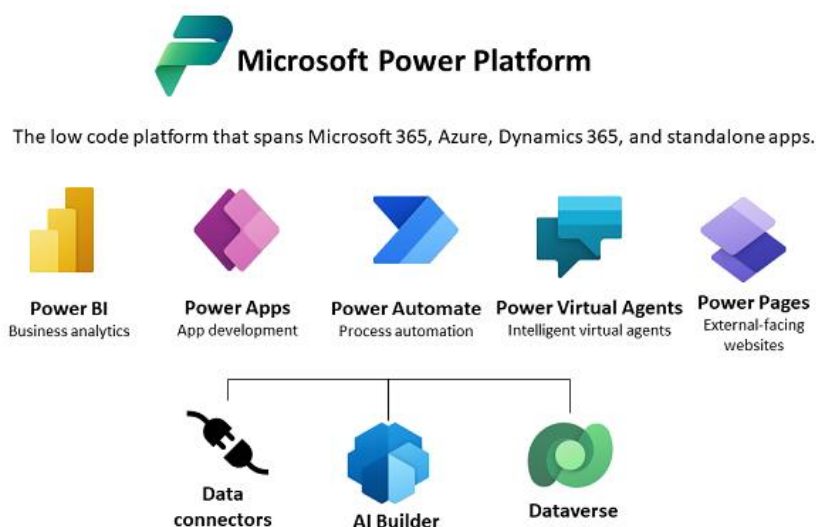 Microsoft Power Platform
The low code platform that spans Microsoft 365, Azure, Dynamics 365, and standalone apps.
Power BI
Business analytics
Power Apps
App development
Power Automate
Process automation
Power Virtual Agents
Intelligent virtual agents
Power Pages
External-facing
websites
Data
connectors
AI Builder
Dataverse